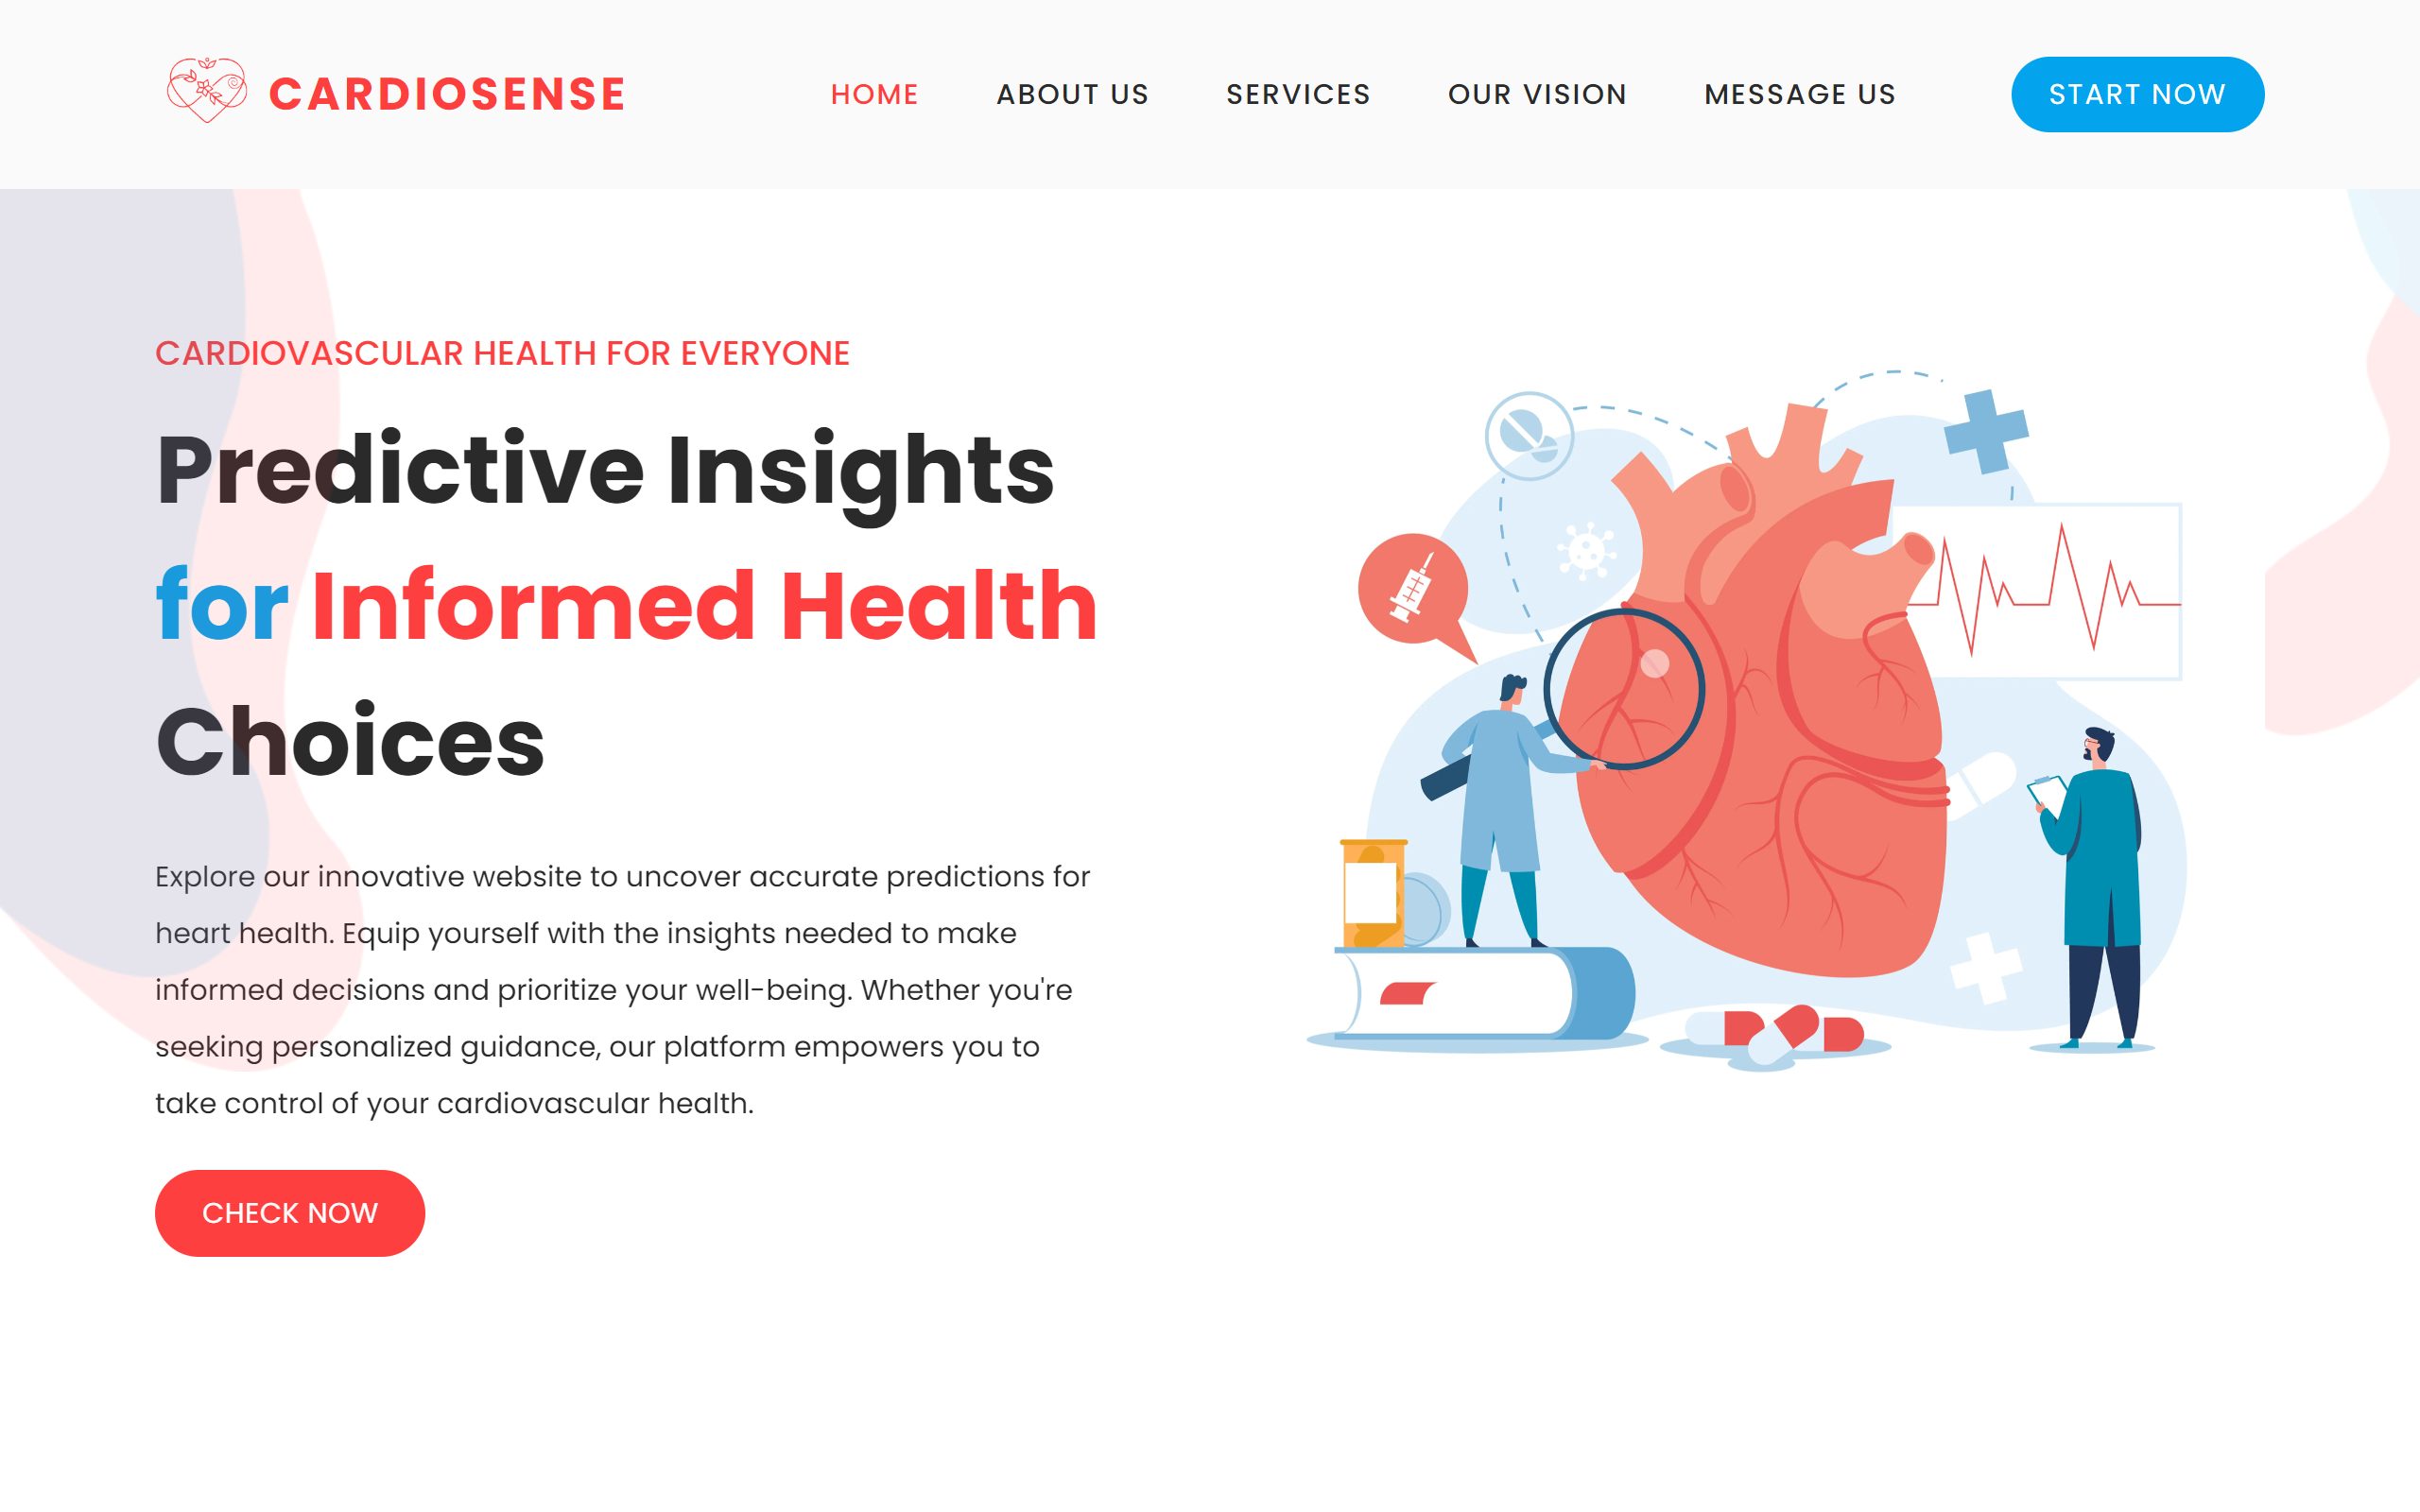 CARDIOSENSE
HOME
ABOUT US
SERVICES
OUR VISION
MESSAGE US
START NOW
CARDIOVASCULAR HEALTH FOR EVERYONE
Predictive Insights
for Informed Health
Choices
Explore our innovative website to uncover accurate predictions for
heart health. Equip yourself with the insights needed to make
informed decisions and prioritize your well-being. Whether you're
seeking personalized guidance, our platform empowers you to
take control of your cardiovascular health.
CHECK NOW